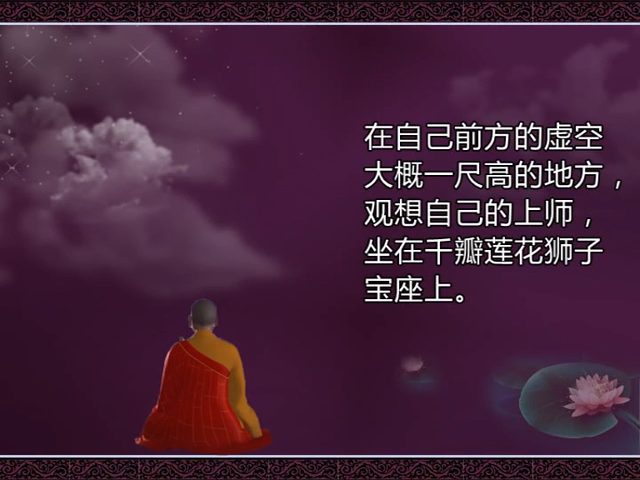 在自己前方的虚空
大概一尺高的地方，
观想自己的上师，
坐在千瓣莲花狮子
宝座上。